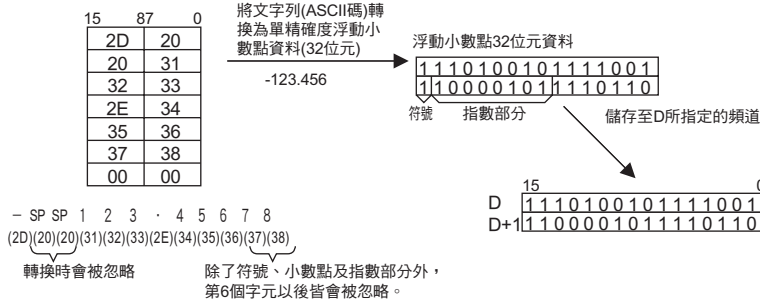 15 87 0
2D 20
20 31
32 33
2E 34
35 36
37 38
00 00
將文字列(ASCII碼)轉
換為單精確度浮動小
數點資料(32位元)
-123.456
浮動小數點32位元資料
1110100101111001
1100001011110110
符號 指數部分
儲存至D所指定的頻道
15 0
D 1110100101111001
D+1 1100001011110110
− SP SP 1 2 3 · 4 5 6 7 8
(2D)(20)(20)(31)(32)(33)(2E)(34)(35)(36)(37)(38)
轉換時會被忽略
除了符號、小數點及指數部分外，
第6個字元以後皆會被忽略。